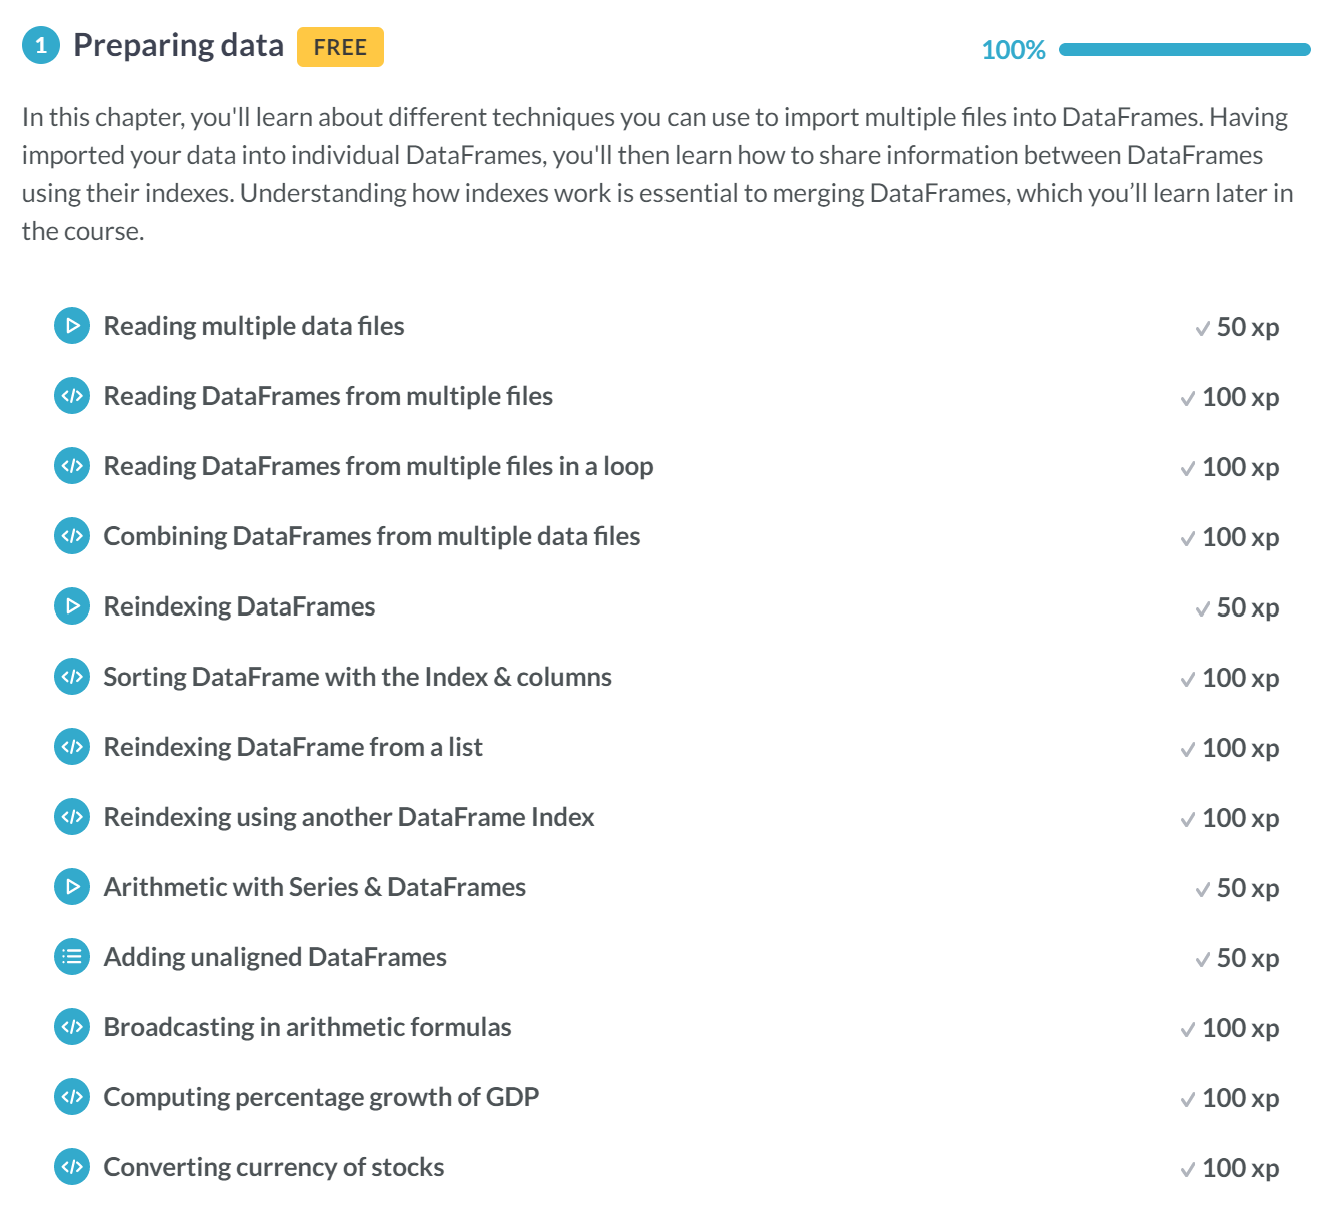 1 Preparing data FREE 100%
In this chapter, you'll learn about different techniques you can use to import multiple files into DataFrames. Having
imported your data into individual DataFrames, you'll then learn how to share information between DataFrames
using their indexes. Understanding how indexes work is essential to merging DataFrames, which you’ll learn later in
the course.
Reading multiple data files 50 xp
</> Reading DataFrames from multiple files 100 xp
</> Reading DataFrames from multiple files in a loop 100 xp
</> Combining DataFrames from multiple data files 100 xp
Reindexing DataFrames 50 xp
</> Sorting DataFrame with the Index & columns 100 xp
</> Reindexing DataFrame from a list 100 xp
</> Reindexing using another DataFrame Index 100 xp
Arithmetic with Series & DataFrames 50 xp
Adding unaligned DataFrames 50 xp
</> Broadcasting in arithmetic formulas 100 xp
</> Computing percentage growth of GDP 100 xp
</> Converting currency of stocks 100 xp